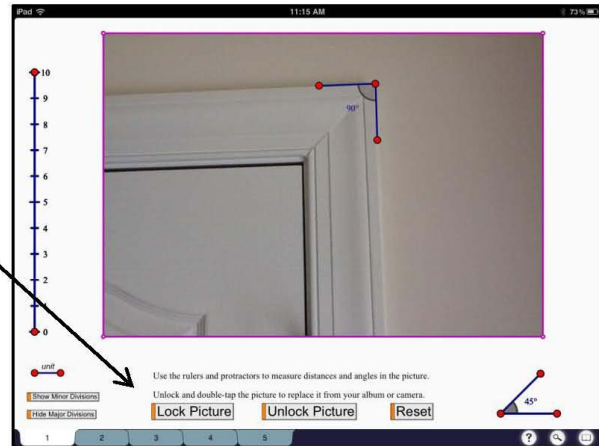 iPad
11:15 AM
73%
10
9
8
7
6
5
4
3
2
1
0
90°
unit
Use the rulers and protractors to measure distances and angles in the picture.
Show Minor Divisions
Unlock and double-tap the picture to replace it from your album or camera.
Hide Major Divisions
Lock Picture
Unlock Picture
Reset
45°
1
2
3
4
5
?